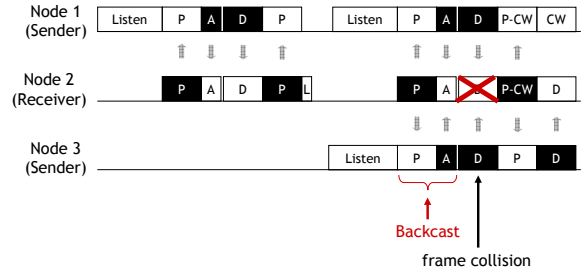 Node 1
(Sender)
Listen P A D P Listen P A D P-CW CW
Node 2
(Receiver)
P A D P L P A P-CW D
Node 3
(Sender)
Listen P A D P D
Backcast
frame collision